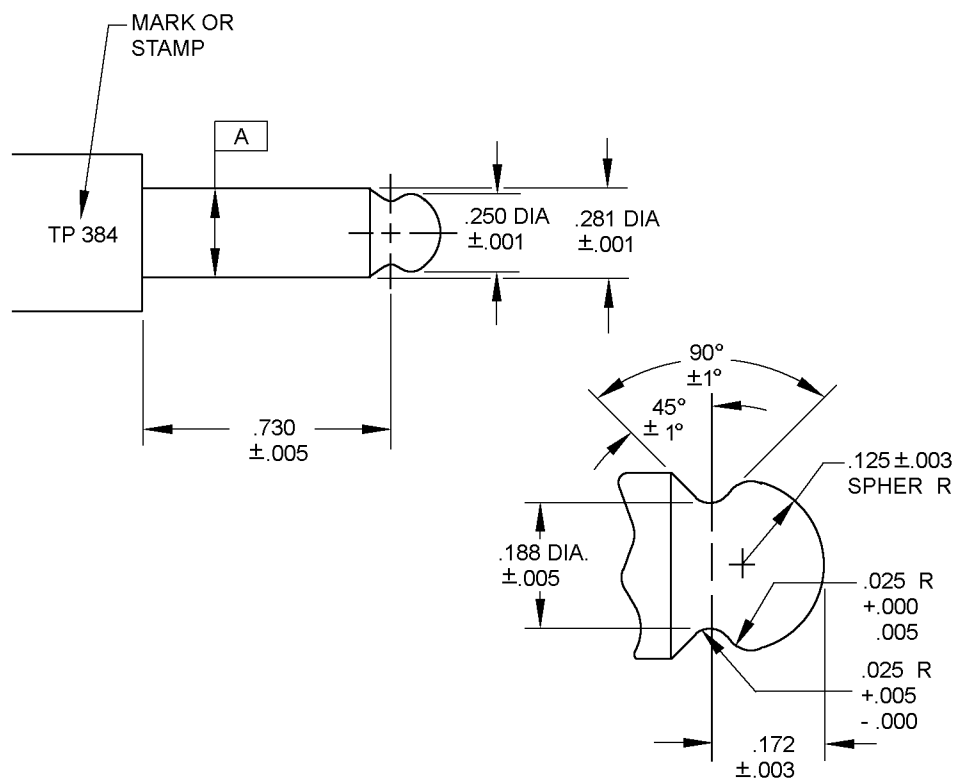 MARK OR
STAMP
A
TP 384
.250 DIA
±.001
.281 DIA
±.001
.730
±.005
90°
±1°
45°
± 1°
.125 ±.003
SPHER R
.188 DIA.
±.005
.025 R
+.000
.005
.025 R
+.005
- .000
.172
±.003